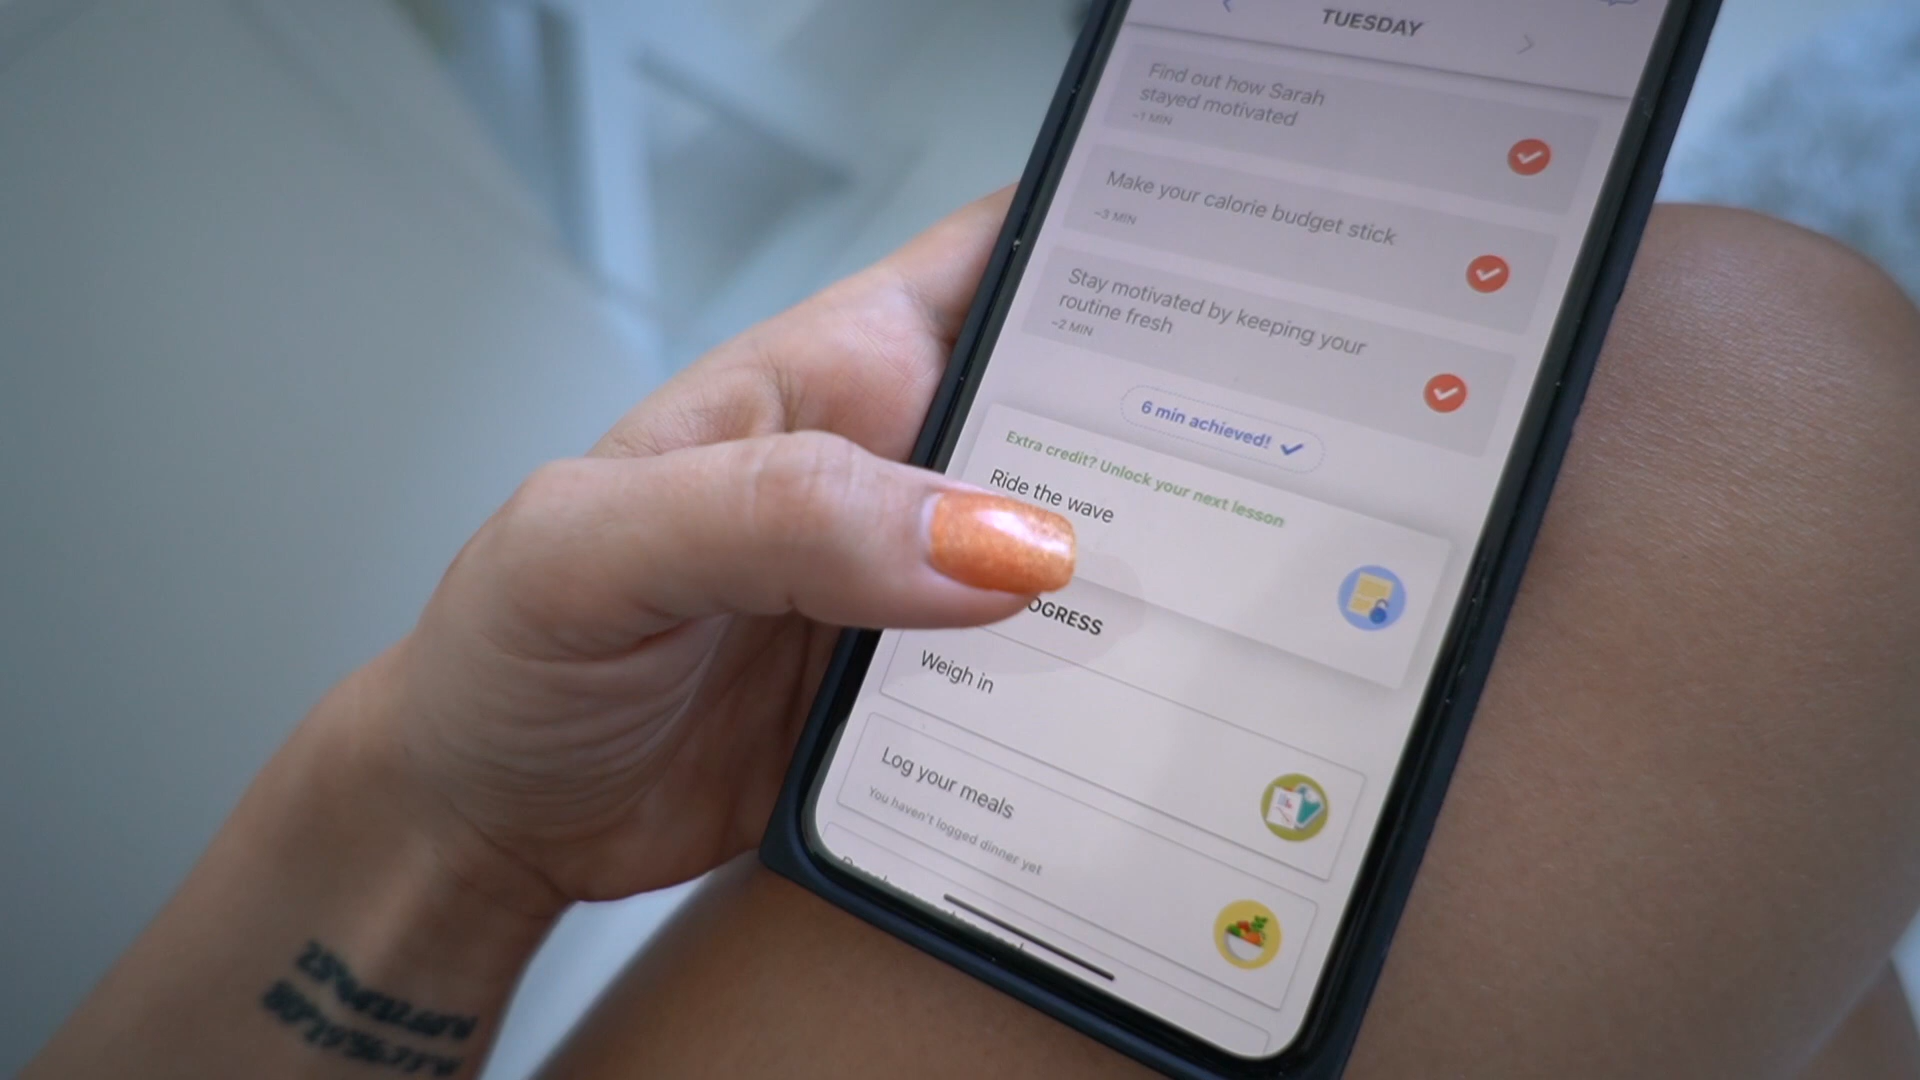 TUESDAY
Find out how Sarah
stayed motivated
~1 MIN
Make your calorie budget stick
~3 MIN
Stay motivated by keeping your
routine fresh
~2 MIN
6 min achieved!
Extra credit? Unlock your next lesson
Ride the wave
OGRESS
Weigh in
Log your meals
You haven't logged dinner yet